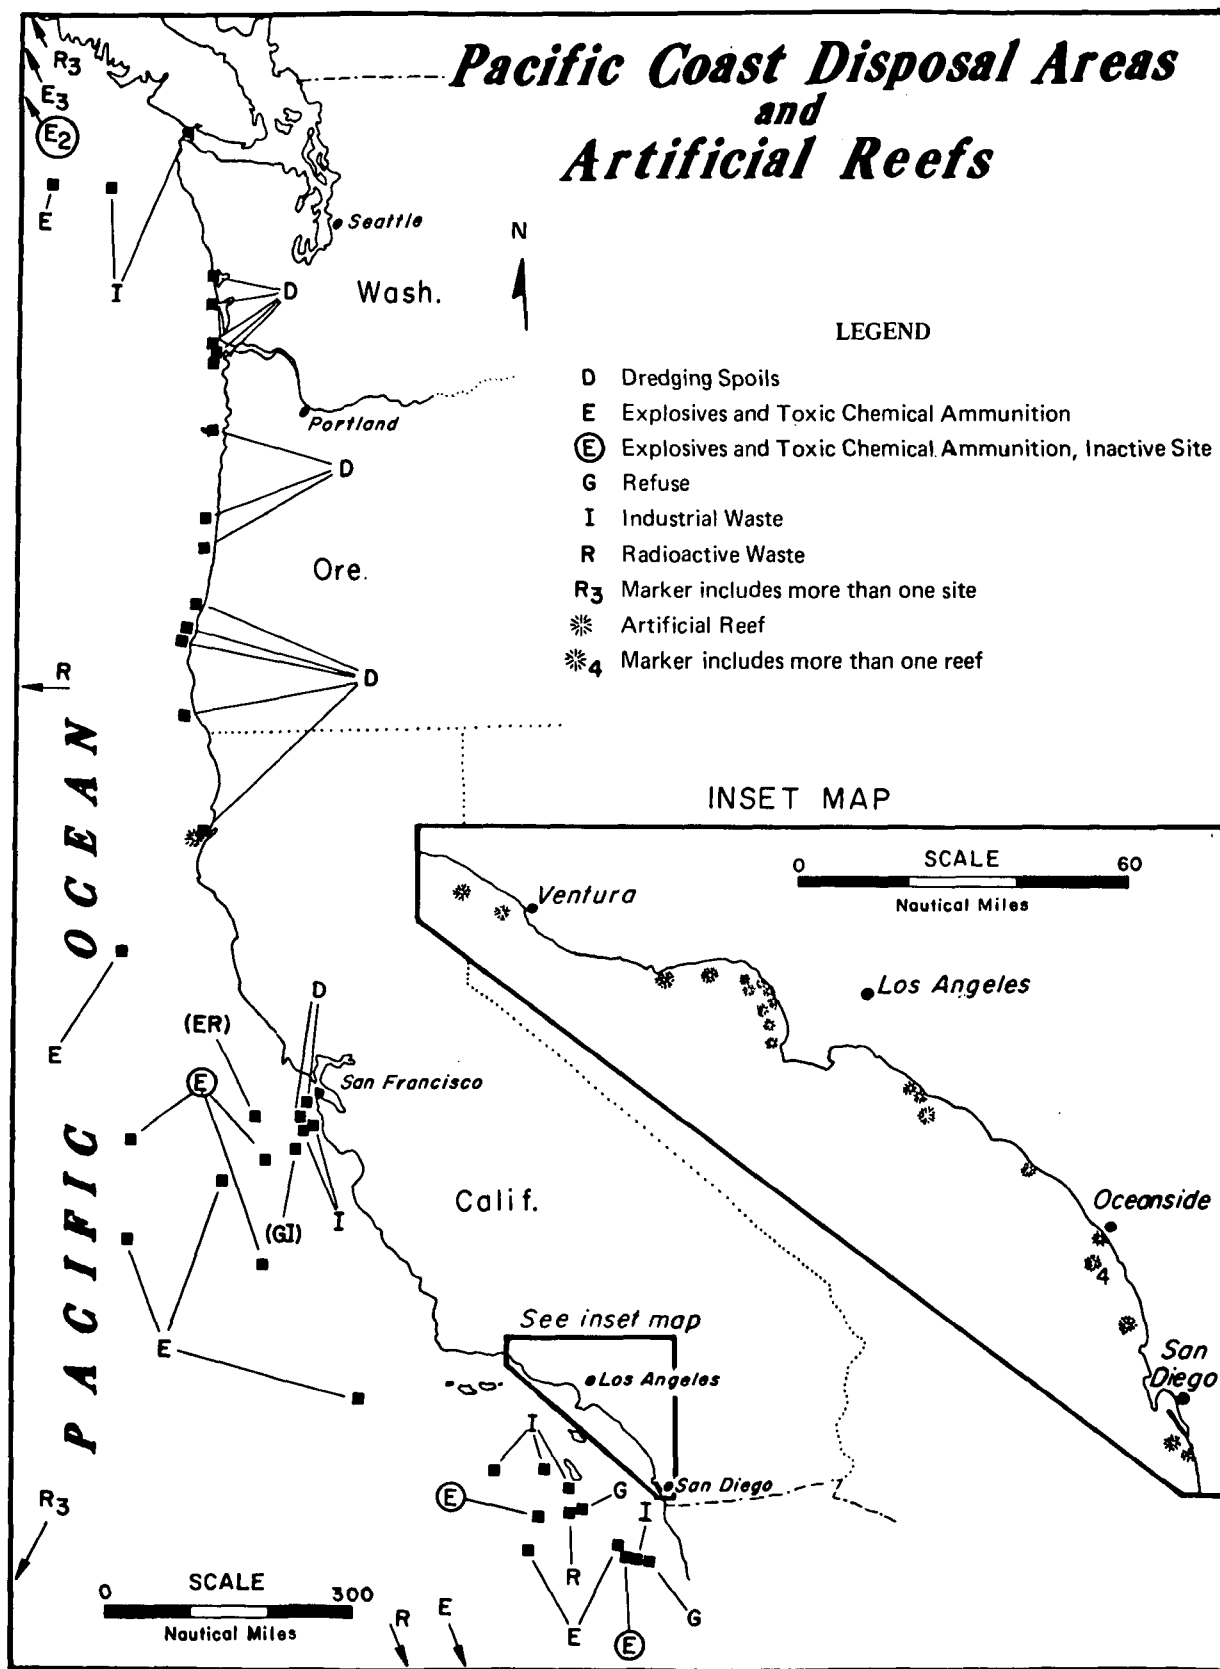 Pacific Coast Disposal Areas
and
Artificial Reefs
R3
E3
E2
E
I
Seattle
N
D
Wash.
LEGEND
D Dredging Spoils
E Explosives and Toxic Chemical Ammunition
E Explosives and Toxic Chemical Ammunition, Inactive Site
G Refuse
I Industrial Waste
R Radioactive Waste
R3 Marker includes more than one site
Artificial Reef
4 Marker includes more than one reef
Portland
D
Ore.
D
R
PACIFIC OCEAN
INSET MAP
0 SCALE 60
Nautical Miles
Ventura
Los Angeles
Oceanside
4
San
Diego
E
D
(ER)
E
San Francisco
(GI)
I
Calif.
E
See inset map
Los Angeles
I
San Diego
E
G
I
R
E
E
G
R3
0 SCALE 300
Nautical Miles
R
E